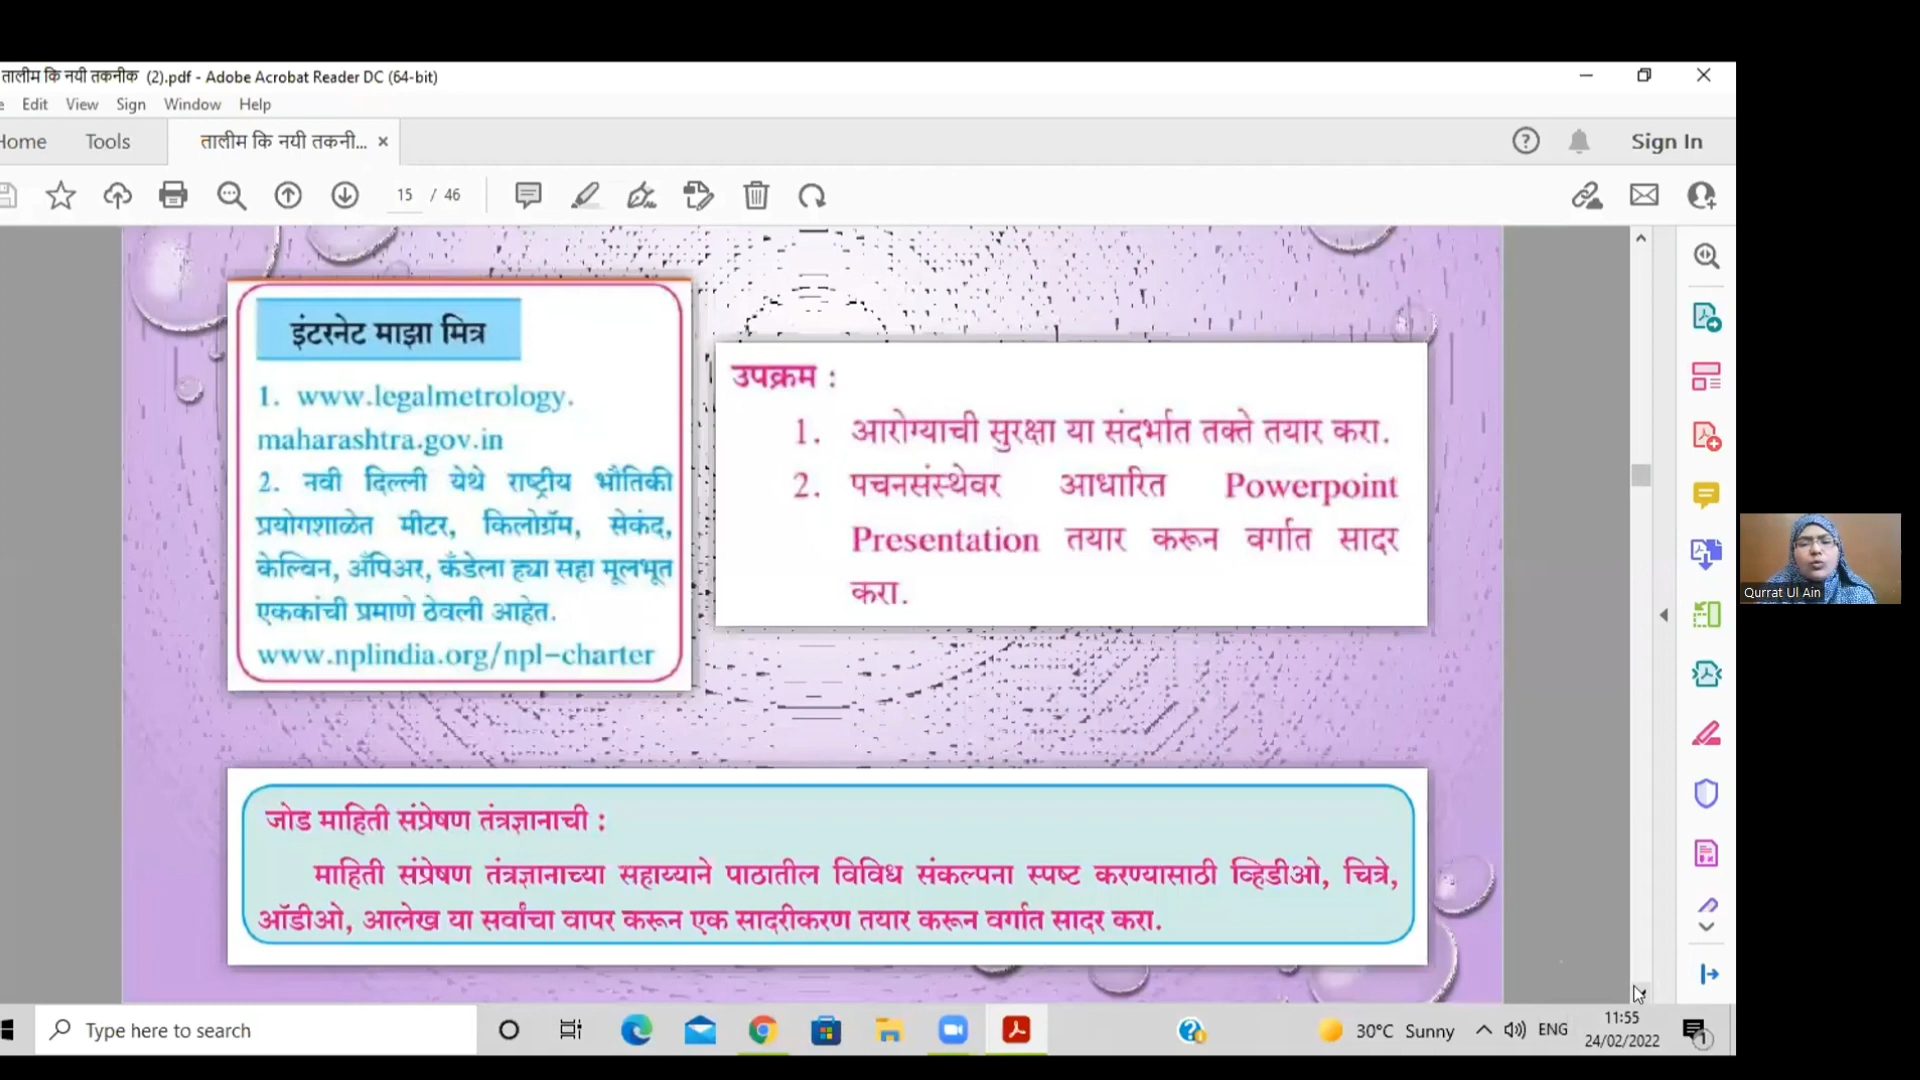 तालीम कि नयी तकनीक (2).pdf - Adobe Acrobat Reader DC (64-bit)
Edit View Sign Window Help
Home Tools तालीम कि नयी तकनी... × Sign In
15 / 46
इंटरनेट माझा मित्र
1. www.legalmetrology.
maharashtra.gov.in
2. नवी दिल्ली येथे राष्ट्रीय भौतिकी
प्रयोगशाळेत मीटर, किलोग्रॅम, सेकंद,
केल्विन, अँपिअर, कँडेला ह्या सहा मूलभूत
एककांची प्रमाणे ठेवली आहेत.
www.nplindia.org/npl-charter
उपक्रम :
1. आरोग्याची सुरक्षा या संदर्भात तक्ते तयार करा.
2. पचनसंस्थेवर आधारित Powerpoint
Presentation तयार करून वर्गात सादर
करा.
जोड माहिती संप्रेषण तंत्रज्ञानाची :
माहिती संप्रेषण तंत्रज्ञानाच्या सहाय्याने पाठातील विविध संकल्पना स्पष्ट करण्यासाठी व्हिडीओ, चित्रे,
ऑडीओ, आलेख या सर्वांचा वापर करून एक सादरीकरण तयार करून वर्गात सादर करा.
Qurrat Ul Ain
Type here to search
30°C Sunny
ENG
11:55
24/02/2022
1